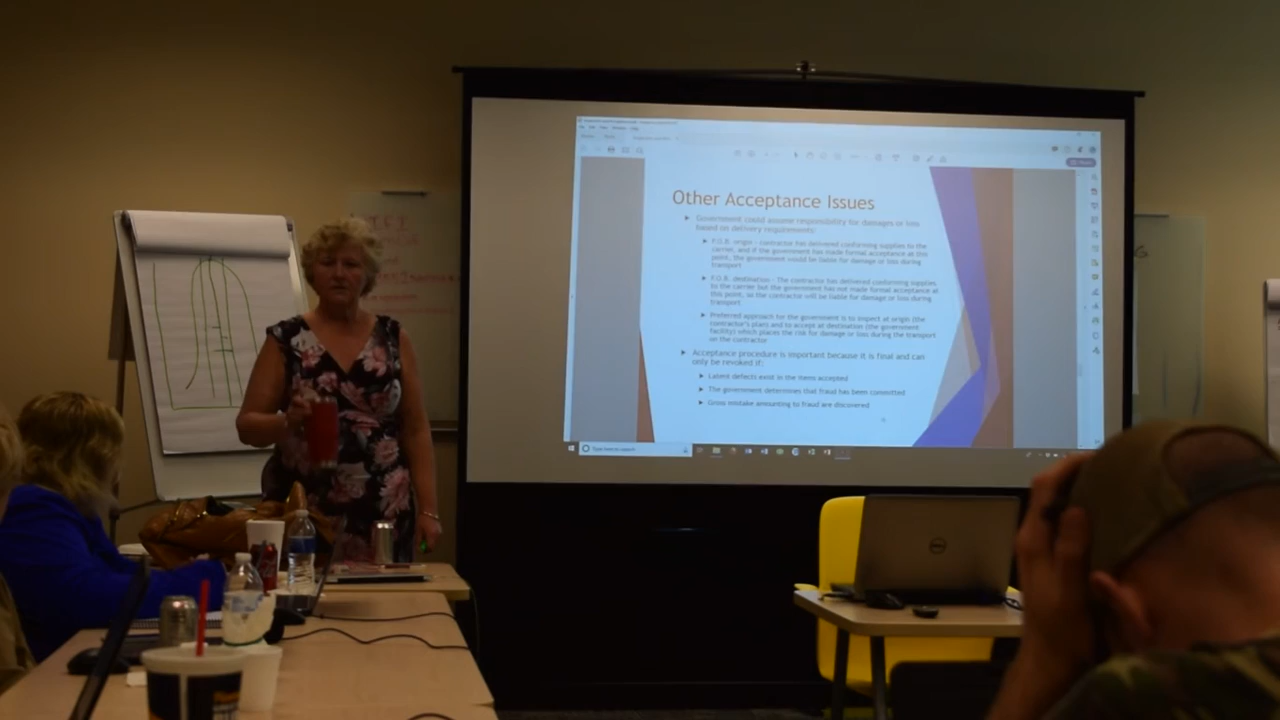 Other Acceptance Issues
Government could assume responsibility for damages or loss
based on delivery requirements:
F.O.B. origin - contractor has delivered conforming supplies to the
carrier, and if the government has made formal acceptance at this
point, the government could be liable for damage or loss during
transport
F.O.B. destination - The contractor has delivered conforming supplies
to the carrier but the government has not made formal acceptance at
this point, so the contractor will be liable for damage or loss during
transport
Preferred approach for the government is to inspect at origin (the
contractor's plan) and to accept at destination (the government
facility) which places the risk for damage or loss during the transport
on the contractor
Acceptance procedure is important because it is final and can
only be revoked if:
Latent defects exist in the items accepted
The government determines that fraud has been committed
Gross mistake amounting to fraud are discovered
Type here to search
DELL